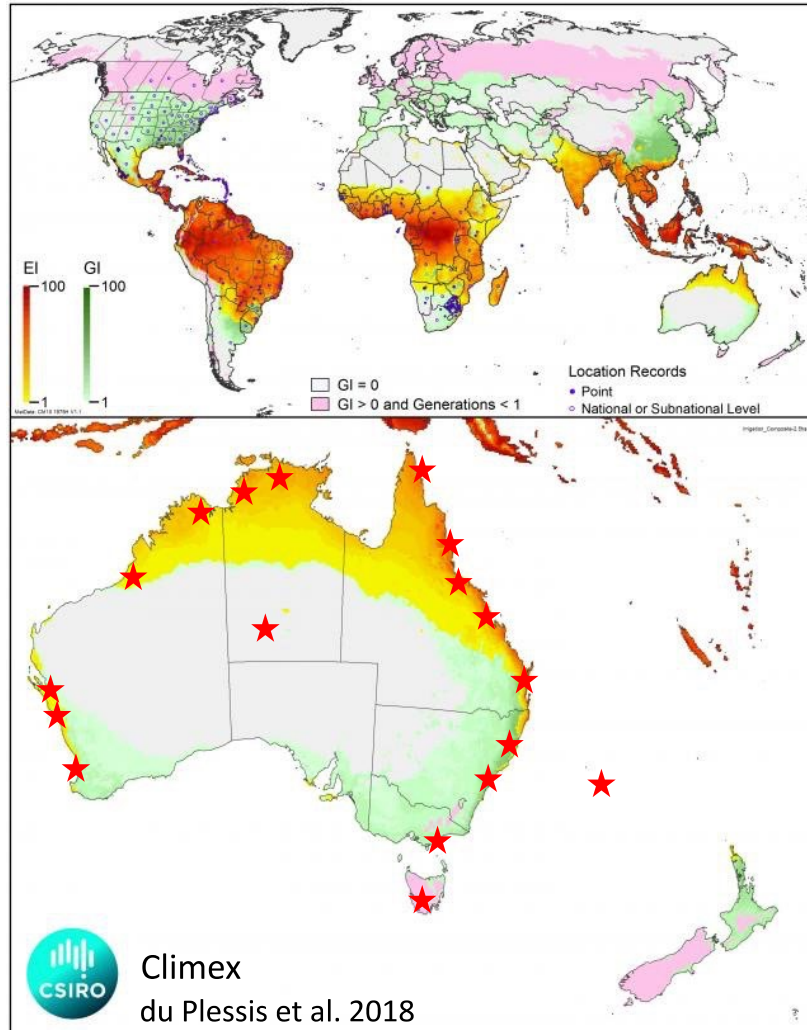 EI GI
100 100
1 1
GI = 0
GI > 0 and Generations < 1
Location Records
Point
National or Subnational Level
CSIRO
Climex
du Plessis et al. 2018